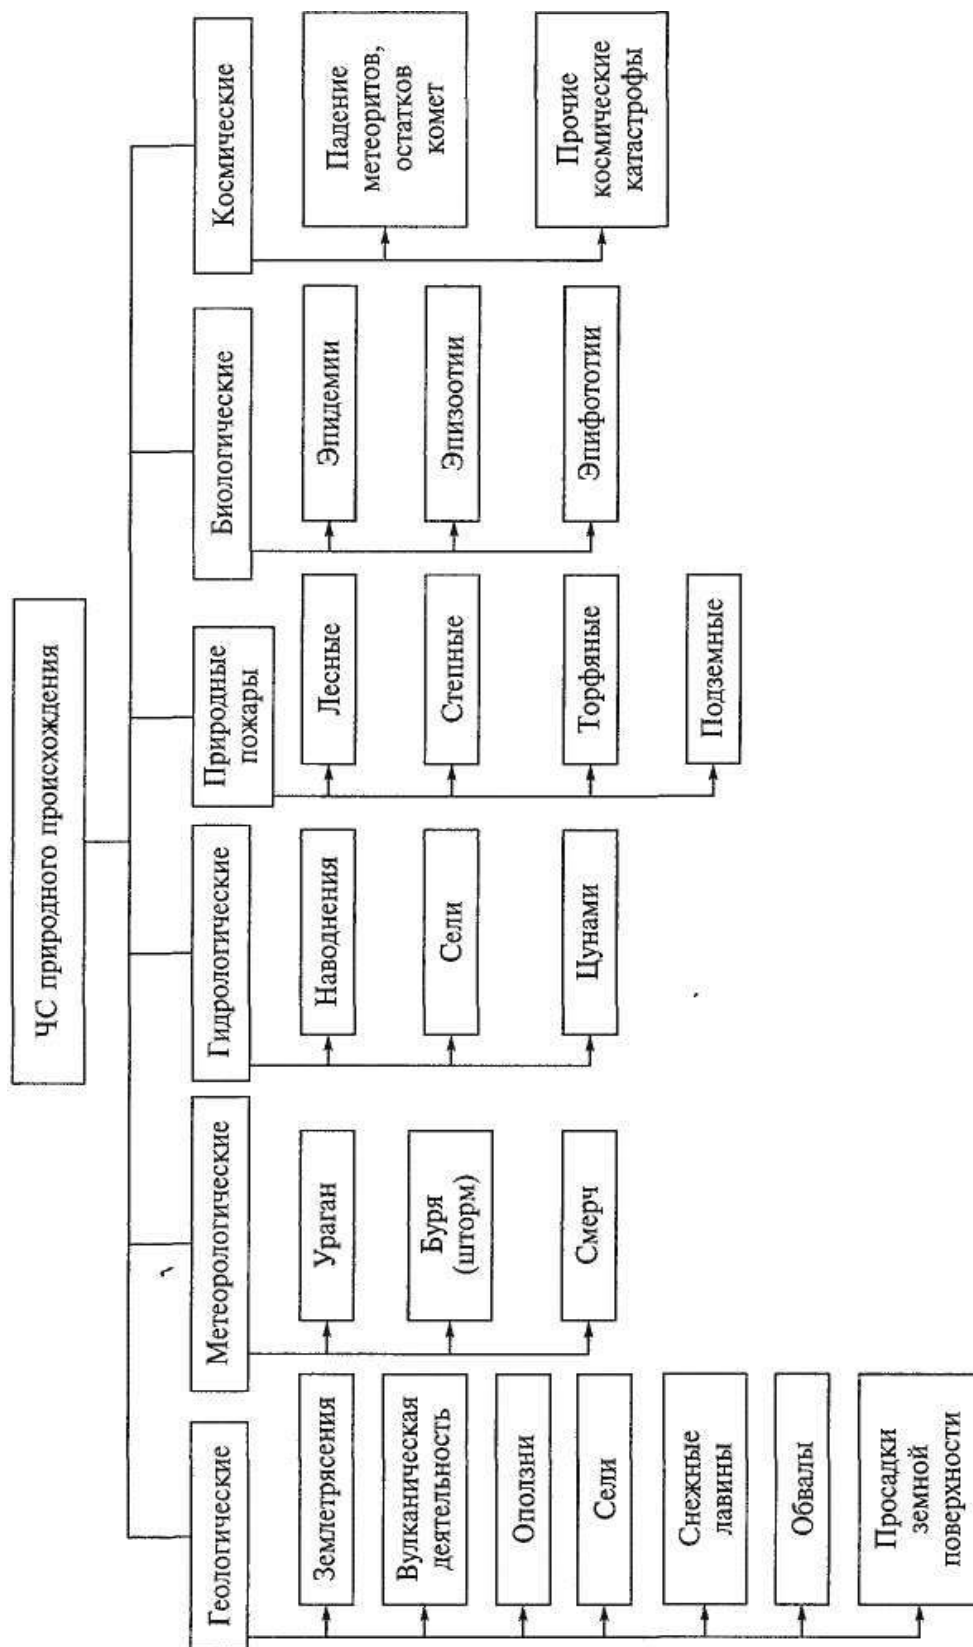 ЧС природного происхождения
Геологические
Землетрясения
Вулканическая
деятельность
Оползни
Сели
Снежные
лавины
Обвалы
Просадки
земной
поверхности
Метеорологические
Ураган
Буря
(шторм)
Смерч
Гидрологические
Наводнения
Сели
Цунами
Природные
пожары
Лесные
Степные
Торфяные
Подземные
Биологические
Эпидемии
Эпизоотии
Эпифототии
Космические
Падение
метеоритов,
остатков
комет
Прочие
космические
катастрофы